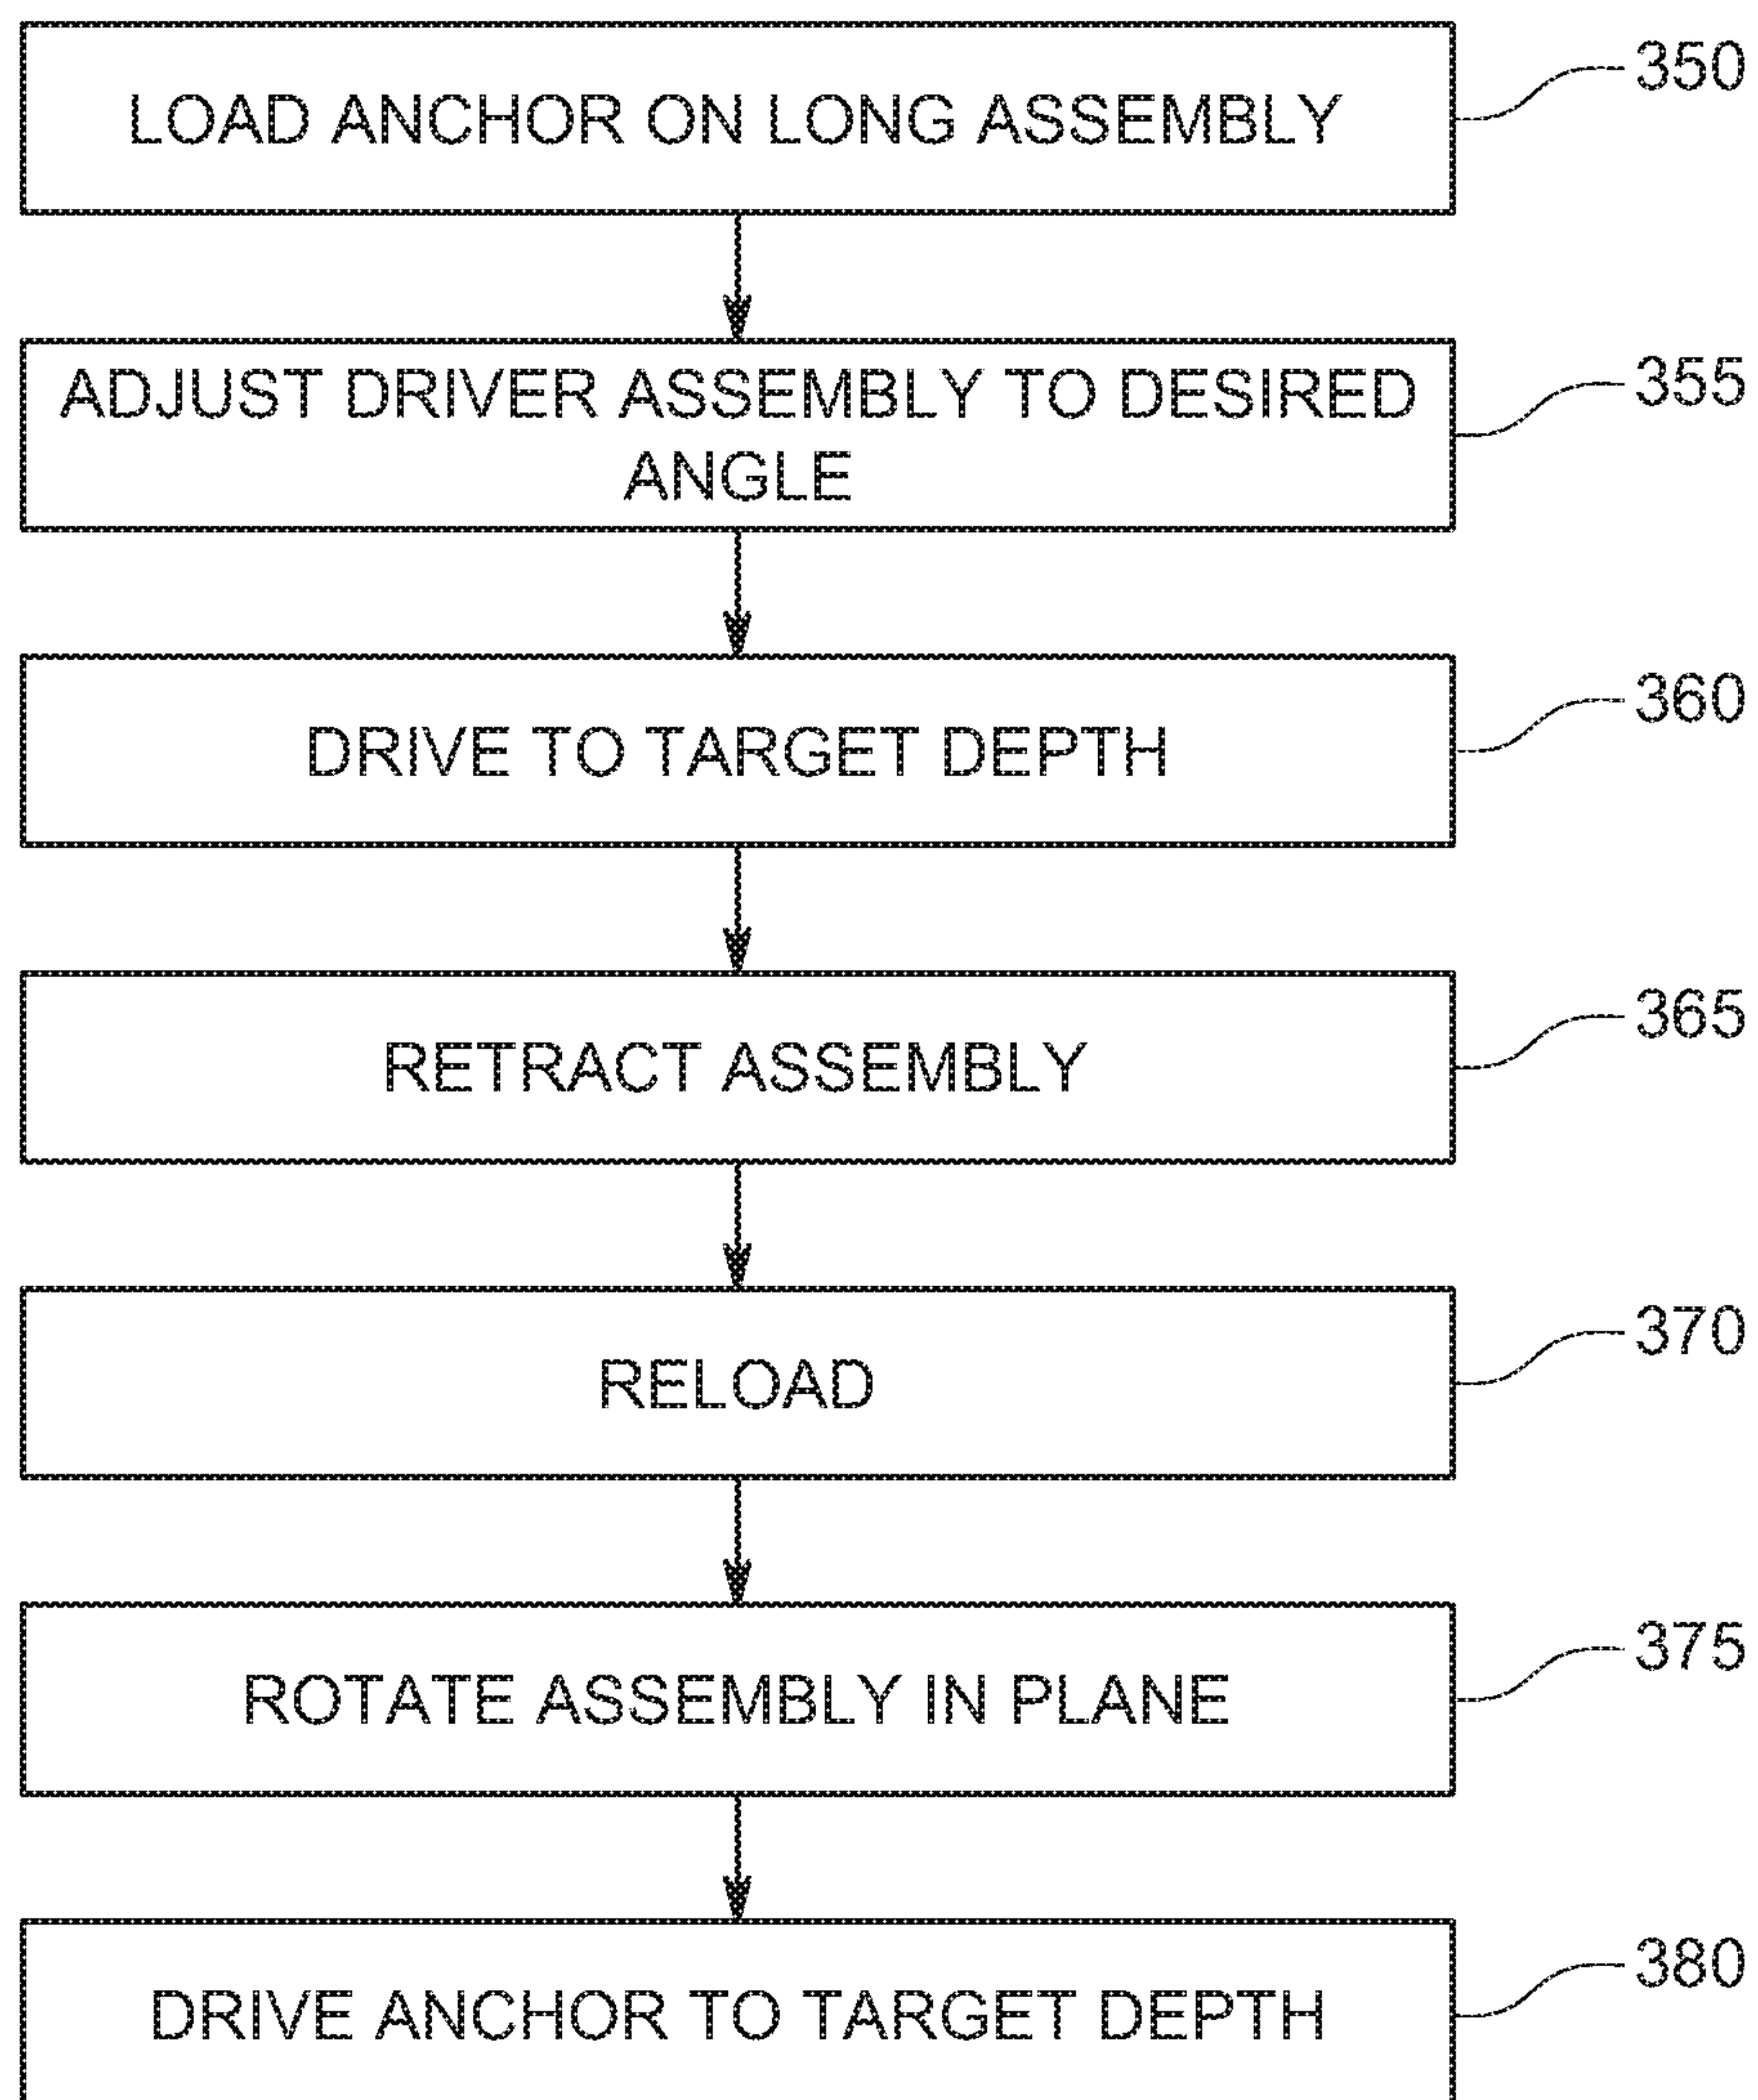 LOAD ANCHOR ON LONG ASSEMBLY
350
ADJUST DRIVER ASSEMBLY TO DESIRED
ANGLE
355
DRIVE TO TARGET DEPTH
360
RETRACT ASSEMBLY
365
RELOAD
370
ROTATE ASSEMBLY IN PLANE
375
DRIVE ANCHOR TO TARGET DEPTH
380